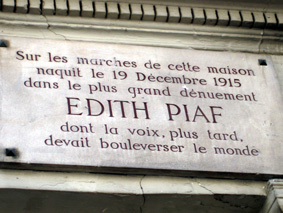 Sur les marches de cette maison
naquit le 19 Décembre 1915
dans le plus grand dénuement
EDITH PIAF
dont la voix, plus tard,
devait bouleverser le monde